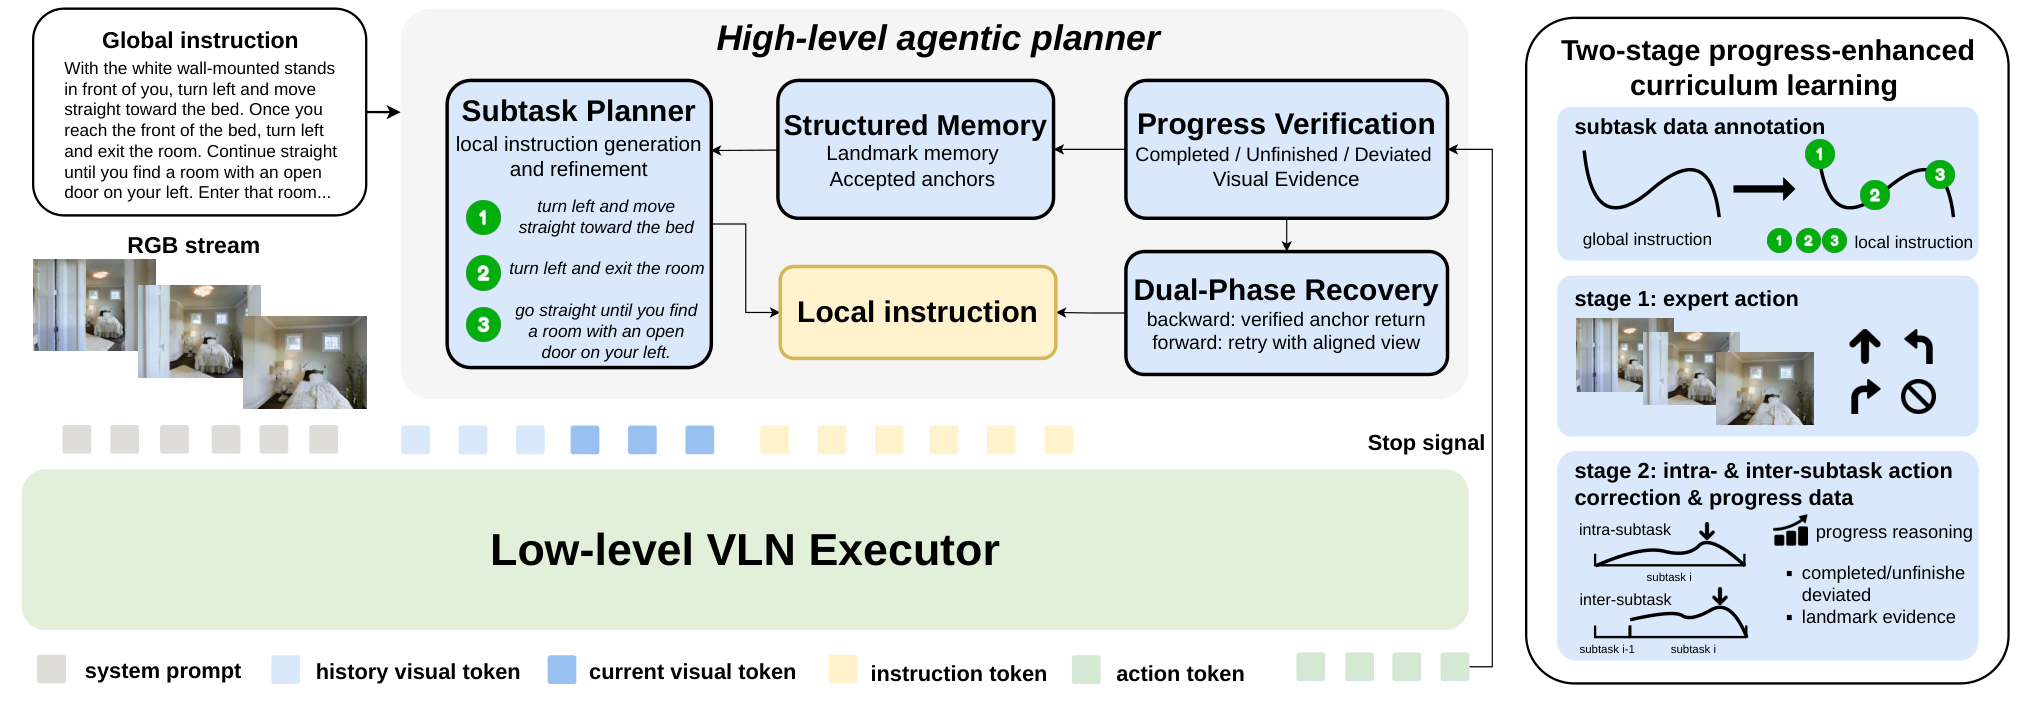 Global instruction
With the white wall-mounted stands
in front of you, turn left and move
straight toward the bed. Once you
reach the front of the bed, turn left
and exit the room. Continue straight
until you find a room with an open
door on your left. Enter that room...
RGB stream
High-level agentic planner
Subtask Planner
local instruction generation
and refinement
1
turn left and move
straight toward the bed
2
turn left and exit the room
3
go straight until you find
a room with an open
door on your left.
Structured Memory
Landmark memory
Accepted anchors
Progress Verification
Completed / Unfinished / Deviated
Visual Evidence
Local instruction
Dual-Phase Recovery
backward: verified anchor return
forward: retry with aligned view
Stop signal
Low-level VLN Executor
system prompt
history visual token
current visual token
instruction token
action token
Two-stage progress-enhanced
curriculum learning
subtask data annotation
1
2
3
global instruction
1 2 3 local instruction
stage 1: expert action
stage 2: intra- & inter-subtask action
correction & progress data
intra-subtask
subtask i
inter-subtask
subtask i-1
subtask i
progress reasoning
▪ completed/unfinishe
deviated
▪ landmark evidence